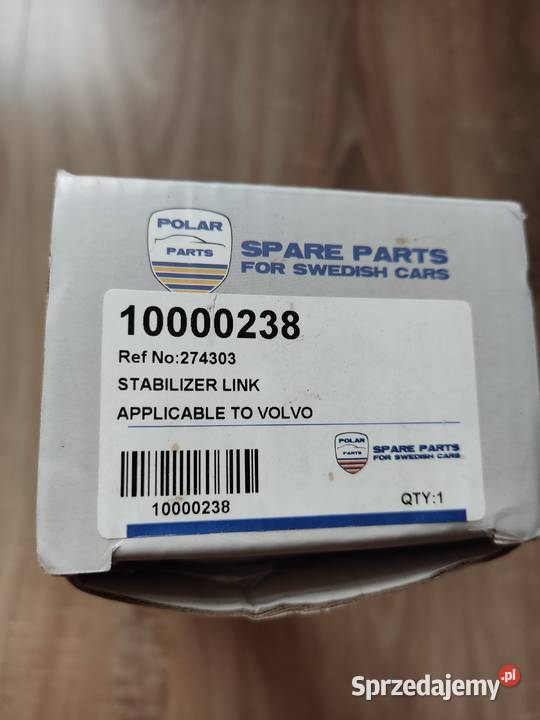 POLAR
PARTS
SPARE PARTS
FOR SWEDISH CARS
10000238
Ref No:274303
STABILIZER LINK
APPLICABLE TO VOLVO
POLAR
PARTS
SPARE PARTS
FOR SWEDISH CARS
10000238
QTY:1
Sprzedajemy.pl